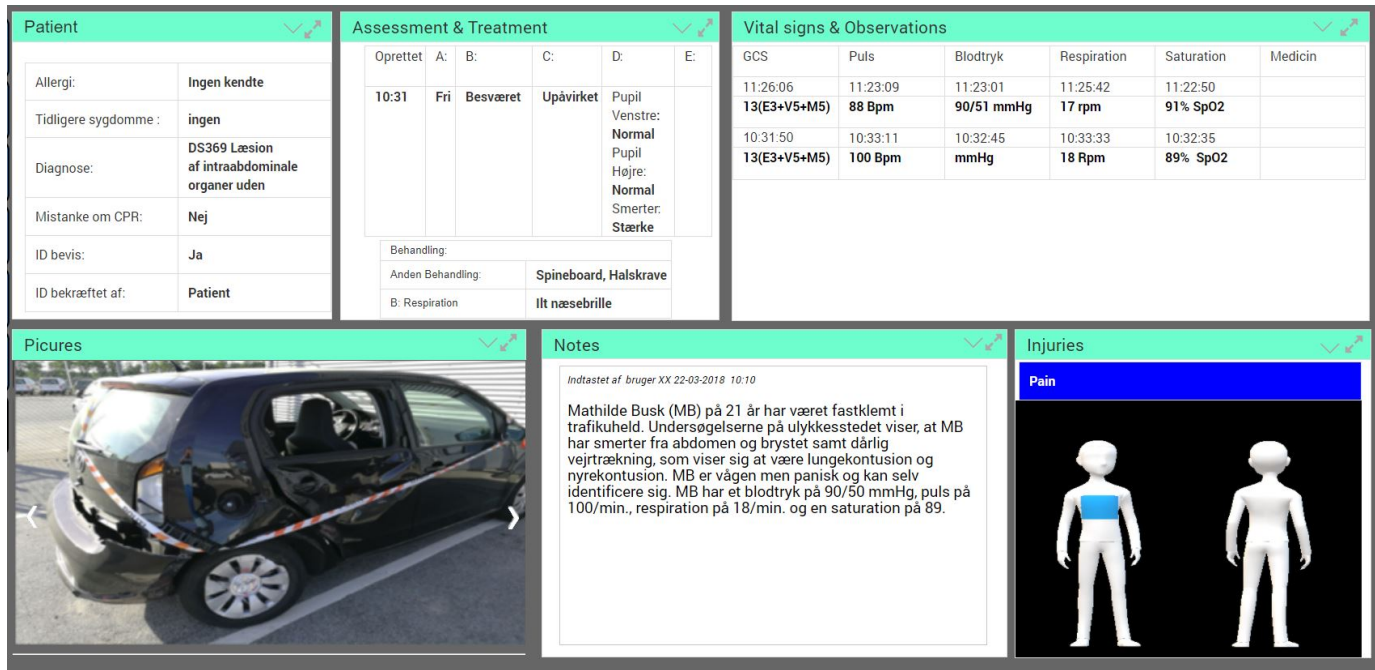 Patient
Allergi: Ingen kendte
Tidligere sygdomme : ingen
Diagnose: DS369 Læsion
af intraabdominale
organer uden
Mistanke om CPR: Nej
ID bevis: Ja
ID bekræftet af: Patient
Assessment & Treatment
Oprettet A: B: C: D: E:
10:31 Fri Besværet Upåvirket Pupil
Venstre:
Normal
Pupil
Højre:
Normal
Smerter:
Stærke
Behandling:
Anden Behandling: Spineboard, Halskrave
B: Respiration Ilt næsebrille
Vital signs & Observations
GCS Puls Blodtryk Respiration Saturation Medicin
11:26:06 11:23:09 11:23:01 11:25:42 11:22:50
13(E3+V5+M5) 88 Bpm 90/51 mmHg 17 rpm 91% SpO2
10:31:50 10:33:11 10:32:45 10:33:33 10:32:35
13(E3+V5+M5) 100 Bpm mmHg 18 Rpm 89% SpO2
Picures
Notes
Indtastet af bruger XX 22-03-2018 10:10
Mathilde Busk (MB) på 21 år har været fastklemt i
trafikuheld. Undersøgelserne på ulykkesstedet viser, at MB
har smerter fra abdomen og brystet samt dårlig
vejrtrækning, som viser sig at være lungekontusion og
nyrekontusion. MB er vågen men panisk og kan selv
identificere sig. MB har et blodtryk på 90/50 mmHg, puls på
100/min., respiration på 18/min. og en saturation på 89.
Injuries
Pain